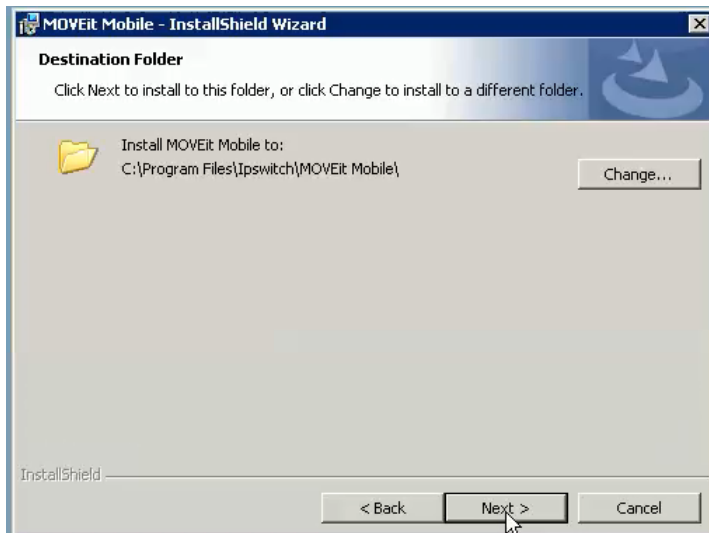 MOVEit Mobile - InstallShield Wizard
Destination Folder
Click Next to install to this folder, or click Change to install to a different folder.
Install MOVEit Mobile to:
C:\Program Files\Ipswitch\MOVEit Mobile\
Change...
InstallShield
< Back
Next >
Cancel